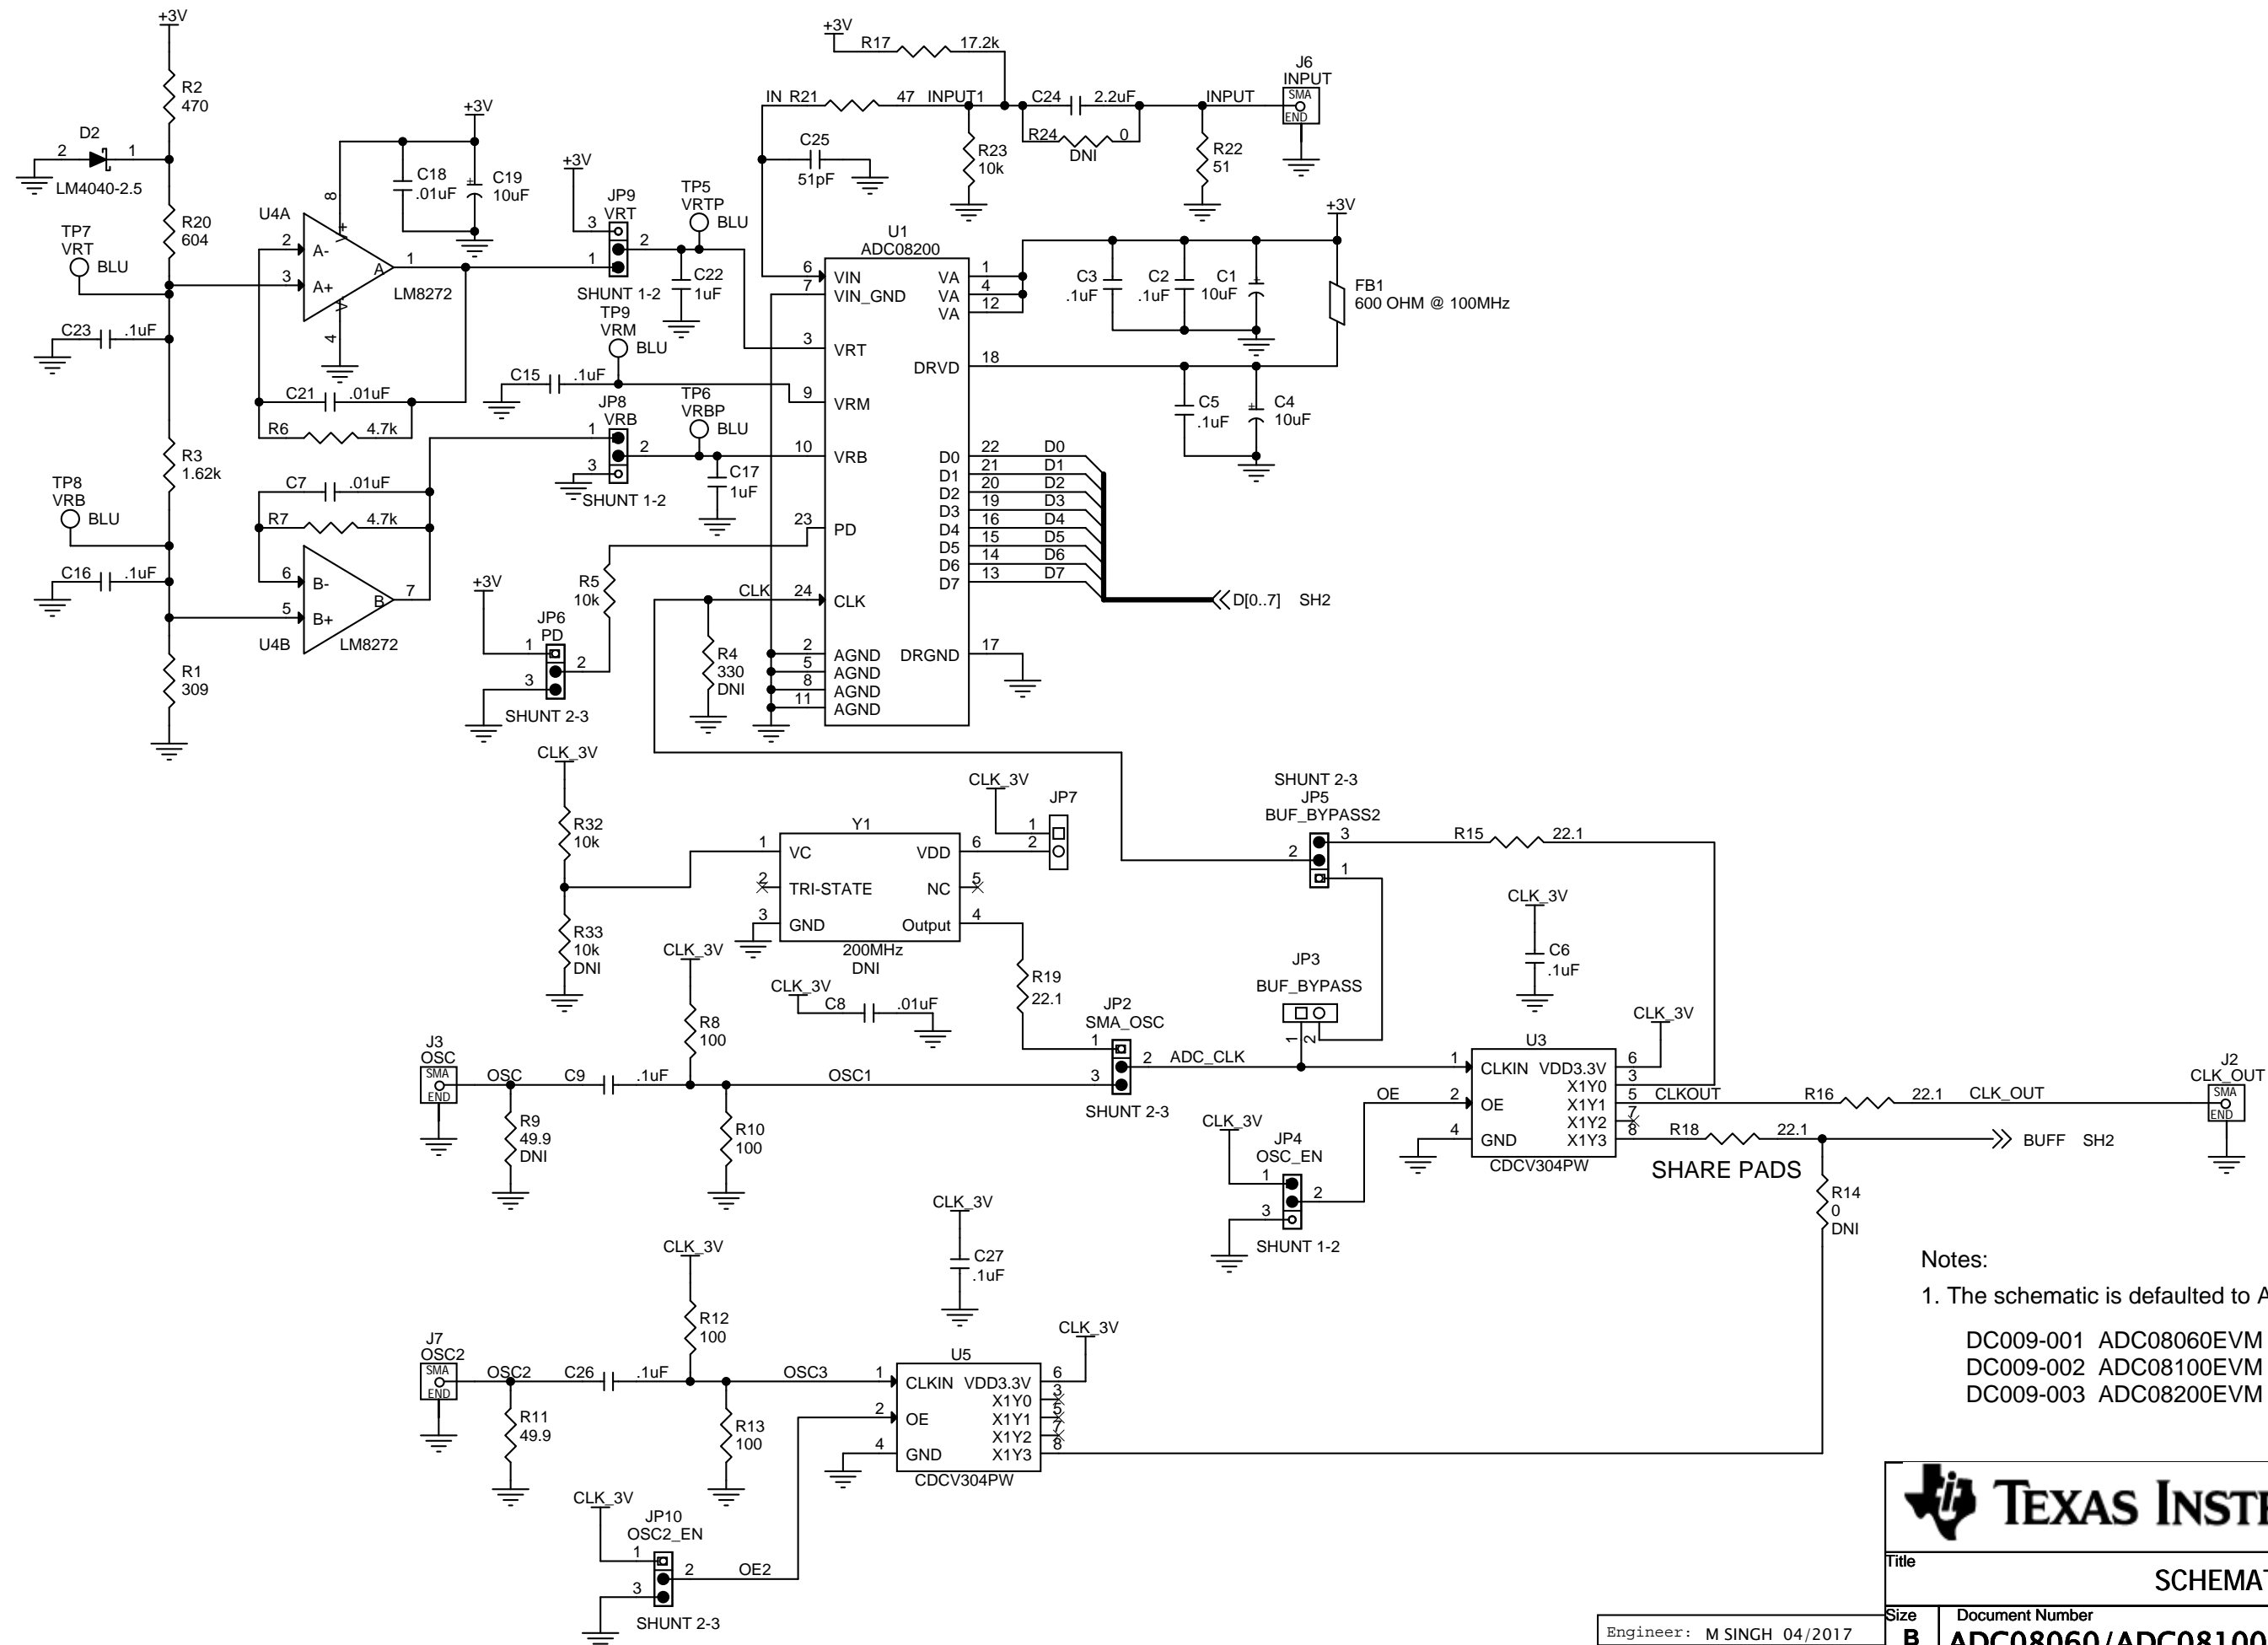 +3V
R2
470
D2
2
1
LM4040-2.5
R20
604
TP7
VRT
BLU
C23
.1uF
R3
1.62k
TP8
VRB
BLU
C16
.1uF
R1
309
+3V
C18
.01uF
C19
10uF
+
8
U4A
2
A-
3
A+
A
1
V+
V-
4
LM8272
C21
.01uF
R6
4.7k
C7
.01uF
R7
4.7k
6
B-
5
B+
B
7
U4B
LM8272
+3V
JP9
VRT
3
2
1
SHUNT 1-2
TP5
VRTP
BLU
C22
1uF
TP9
VRM
BLU
C15
.1uF
JP8
VRB
1
2
3
SHUNT 1-2
TP6
VRBP
BLU
C17
1uF
+3V
JP6
PD
1
2
3
SHUNT 2-3
R5
10k
CLK
R4
330
DNI
+3V
R17
17.2k
IN
R21
47
INPUT1
C24
2.2uF
INPUT
J6
INPUT
SMA
END
R24
0
DNI
C25
51pF
R23
10k
R22
51
U1
ADC08200
6
VIN
7
VIN_GND
3
VRT
9
VRM
10
VRB
23
PD
24
CLK
2
AGND
5
AGND
8
AGND
11
AGND
VA
1
VA
4
VA
12
DRVD
18
D0
22
D0
D1
21
D1
D2
20
D2
D3
19
D3
D4
16
D4
D5
15
D5
D6
14
D6
D7
13
D7
D[0..7]
SH2
DRGND
17
+3V
C3
.1uF
C2
.1uF
C1
10uF
+
FB1
600 OHM @ 100MHz
C5
.1uF
C4
10uF
+
CLK_3V
R32
10k
R33
10k
DNI
Y1
1
VC
2
TRI-STATE
3
GND
VDD
6
NC
5
Output
4
200MHz
DNI
CLK_3V
JP7
1
2
CLK_3V
C8
.01uF
R19
22.1
SHUNT 2-3
JP5
BUF_BYPASS2
3
2
1
R15
22.1
CLK_3V
C6
.1uF
JP3
BUF_BYPASS
1
2
J3
OSC
SMA
END
OSC
R9
49.9
DNI
C9
.1uF
CLK_3V
R8
100
R10
100
OSC1
JP2
SMA_OSC
1
2
3
SHUNT 2-3
ADC_CLK
OE
CLK_3V
JP4
OSC_EN
1
2
3
SHUNT 1-2
U3
1
CLKIN
2
OE
4
GND
VDD3.3V
6
X1Y0
3
X1Y1
5
X1Y2
7
X1Y3
8
CDCV304PW
CLK_3V
CLKOUT
R16
22.1
CLK_OUT
J2
CLK_OUT
SMA
END
R18
22.1
BUFF
SH2
SHARE PADS
R14
0
DNI
CLK_3V
C27
.1uF
J7
OSC2
SMA
END
OSC2
R11
49.9
C26
.1uF
CLK_3V
R12
100
R13
100
OSC3
U5
1
CLKIN
2
OE
4
GND
VDD3.3V
6
X1Y0
3
X1Y1
5
X1Y2
7
X1Y3
8
CDCV304PW
CLK_3V
CLK_3V
JP10
OSC2_EN
1
2
3
OE2
SHUNT 2-3
Notes:
1. The schematic is defaulted to A
DC009-001 ADC08060EVM
DC009-002 ADC08100EVM
DC009-003 ADC08200EVM
TEXAS INSTR
Title
SCHEMAT
Size
B
Document Number
ADC08060/ADC08100
Engineer: M SINGH 04/2017